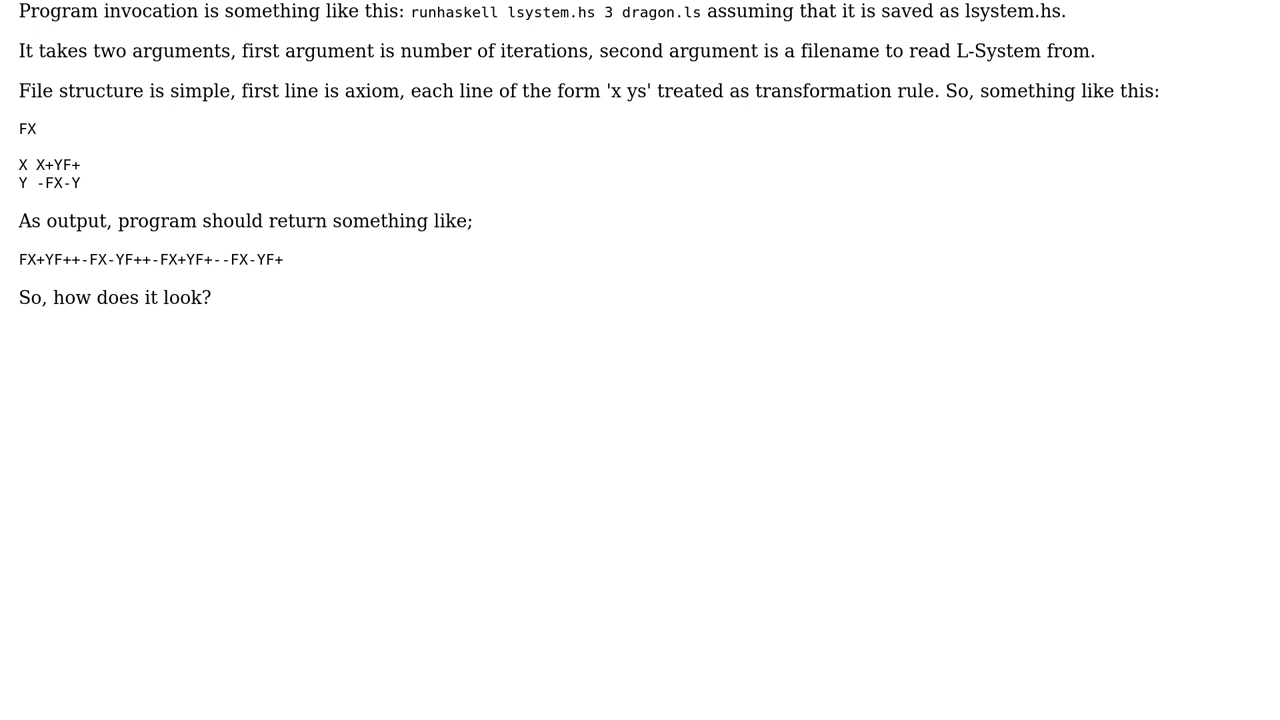 Program invocation is something like this: runhaskell lsystem.hs 3 dragon.ls assuming that it is saved as lsystem.hs.
It takes two arguments, first argument is number of iterations, second argument is a filename to read L-System from.
File structure is simple, first line is axiom, each line of the form 'x ys' treated as transformation rule. So, something like this:
FX
X X+YF+
Y -FX-Y
As output, program should return something like;
FX+YF++-FX-YF++-FX+YF+--FX-YF+
So, how does it look?